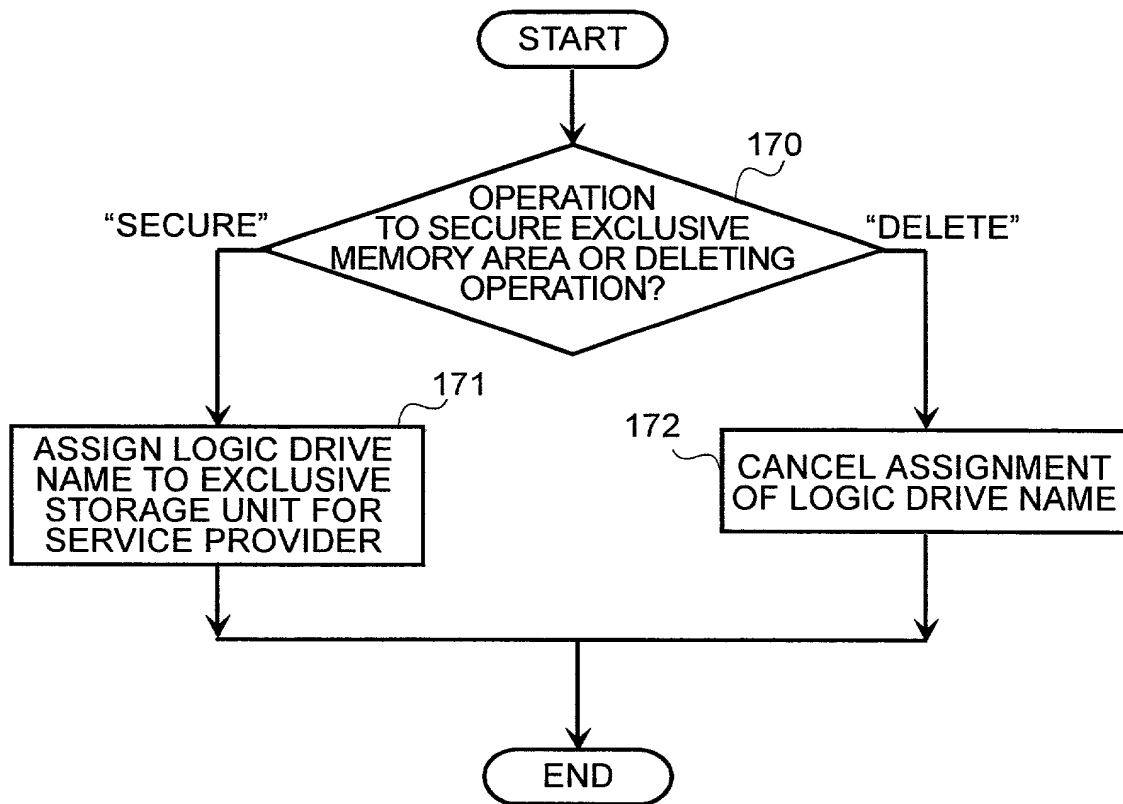 START
170
OPERATION
TO SECURE EXCLUSIVE
MEMORY AREA OR DELETING
OPERATION?
“SECURE”
“DELETE”
171
ASSIGN LOGIC DRIVE
NAME TO EXCLUSIVE
STORAGE UNIT FOR
SERVICE PROVIDER
172
CANCEL ASSIGNMENT
OF LOGIC DRIVE NAME
END